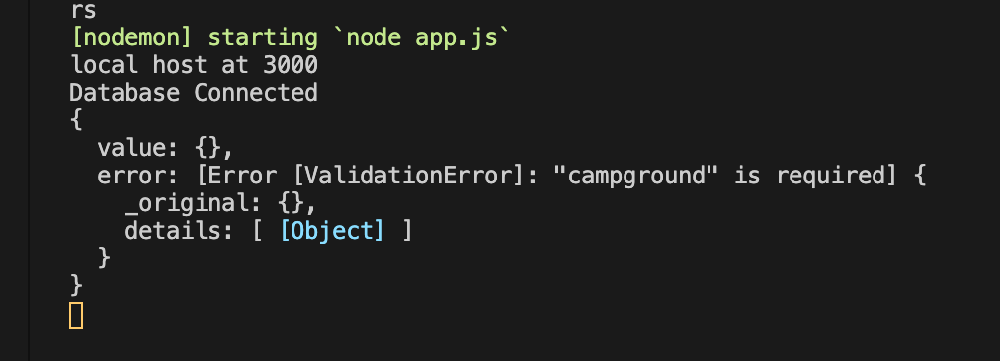 rs
[nodemon] starting `node app.js`
local host at 3000
Database Connected
{
  value: {},
  error: [Error [ValidationError]: "campground" is required] {
    _original: {},
    details: [ [Object] ]
  }
}